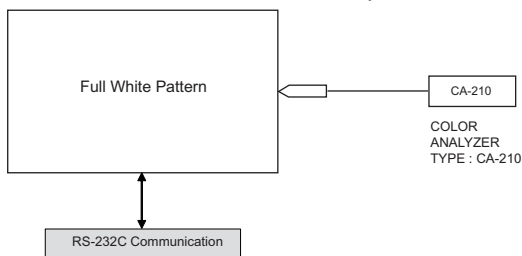 Full White Pattern
CA-210
COLOR
ANALYZER
TYPE : CA-210
RS-232C Communication